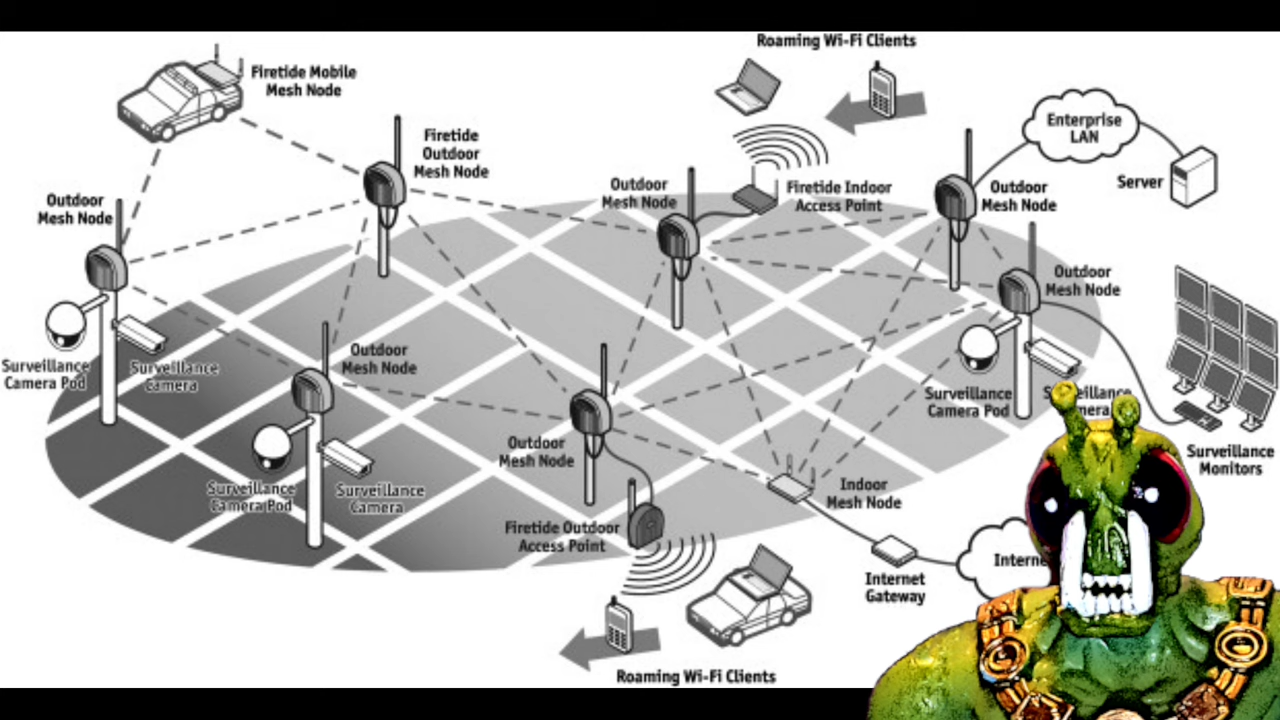 Roaming Wi-Fi Clients
Firetide Mobile
Mesh Node
Enterprise
LAN
Firetide
Outdoor
Mesh Node
Server
Outdoor
Mesh Node
Outdoor
Mesh Node
Firetide Indoor
Access Point
Outdoor
Mesh Node
Outdoor
Mesh Node
Surveillance
Camera Pod
Surveillance
Camera
Outdoor
Mesh Node
Surveillance
Camera Pod
Surveillance
Monitors
Outdoor
Mesh Node
Surveillance
Camera Pod
Surveillance
Camera
Indoor
Mesh Node
Firetide Outdoor
Access Point
Internet
Gateway
Roaming Wi-Fi Clients